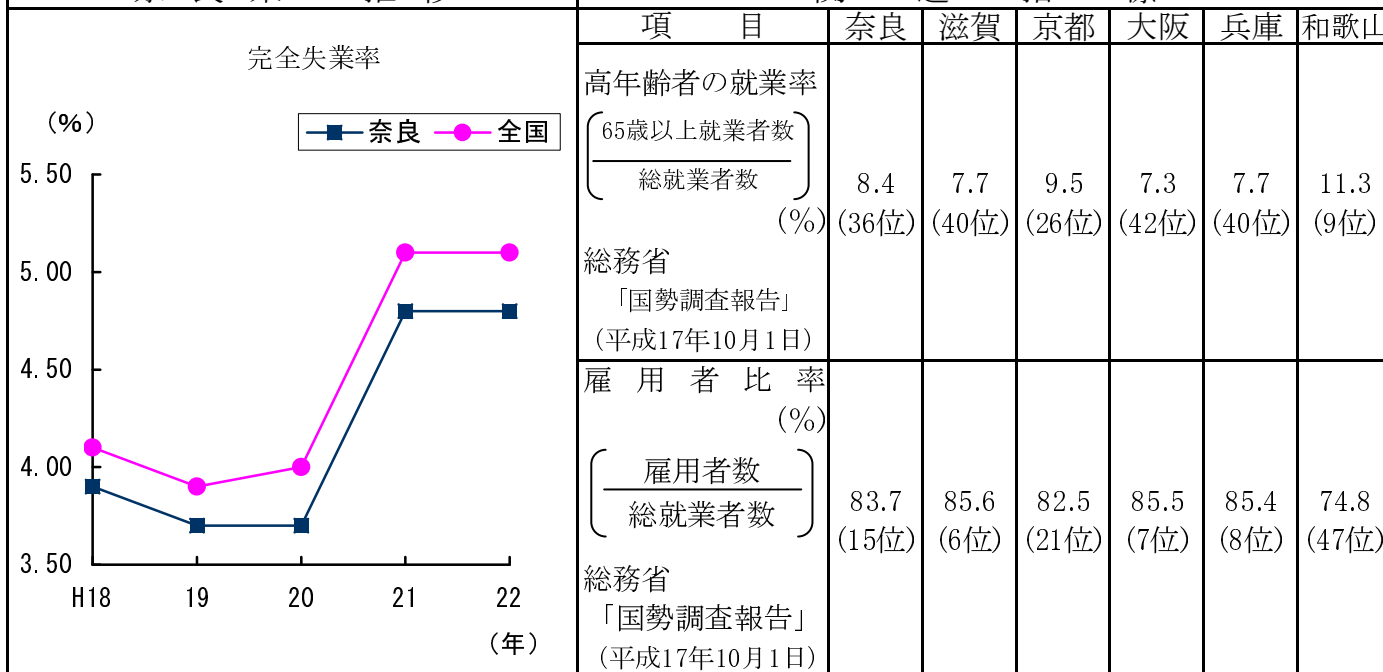 完全失業率
(%)
奈良 全国
5.50
5.00
4.50
4.00
3.50
H18 19 20 21 22
(年)
項 目 奈良 滋賀 京都 大阪 兵庫 和歌山
高年齢者の就業率
65歳以上就業者数
総就業者数
(%)
8.4 7.7 9.5 7.3 7.7 11.3
(36位) (40位) (26位) (42位) (40位) (9位)
総務省
「国勢調査報告」
(平成17年10月1日)
雇用者比率
(%)
雇用者数
総就業者数
83.7 85.6 82.5 85.5 85.4 74.8
(15位) (6位) (21位) (7位) (8位) (47位)
総務省
「国勢調査報告」
(平成17年10月1日)